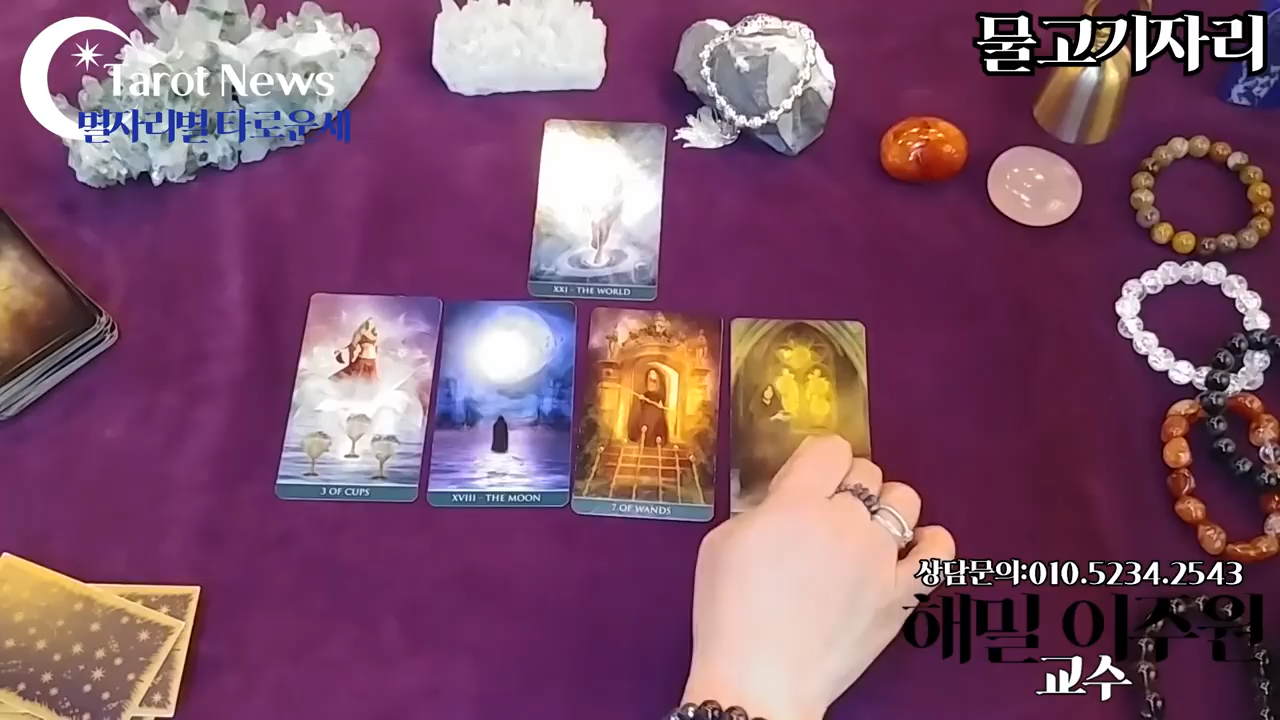 Tarot News
별자리별 타로운세
물고기자리
XXI - THE WORLD
3 OF CUPS
XVIII - THE MOON
7 OF WANDS
상담문의:010.5234.2543
해밀 이주원
교수